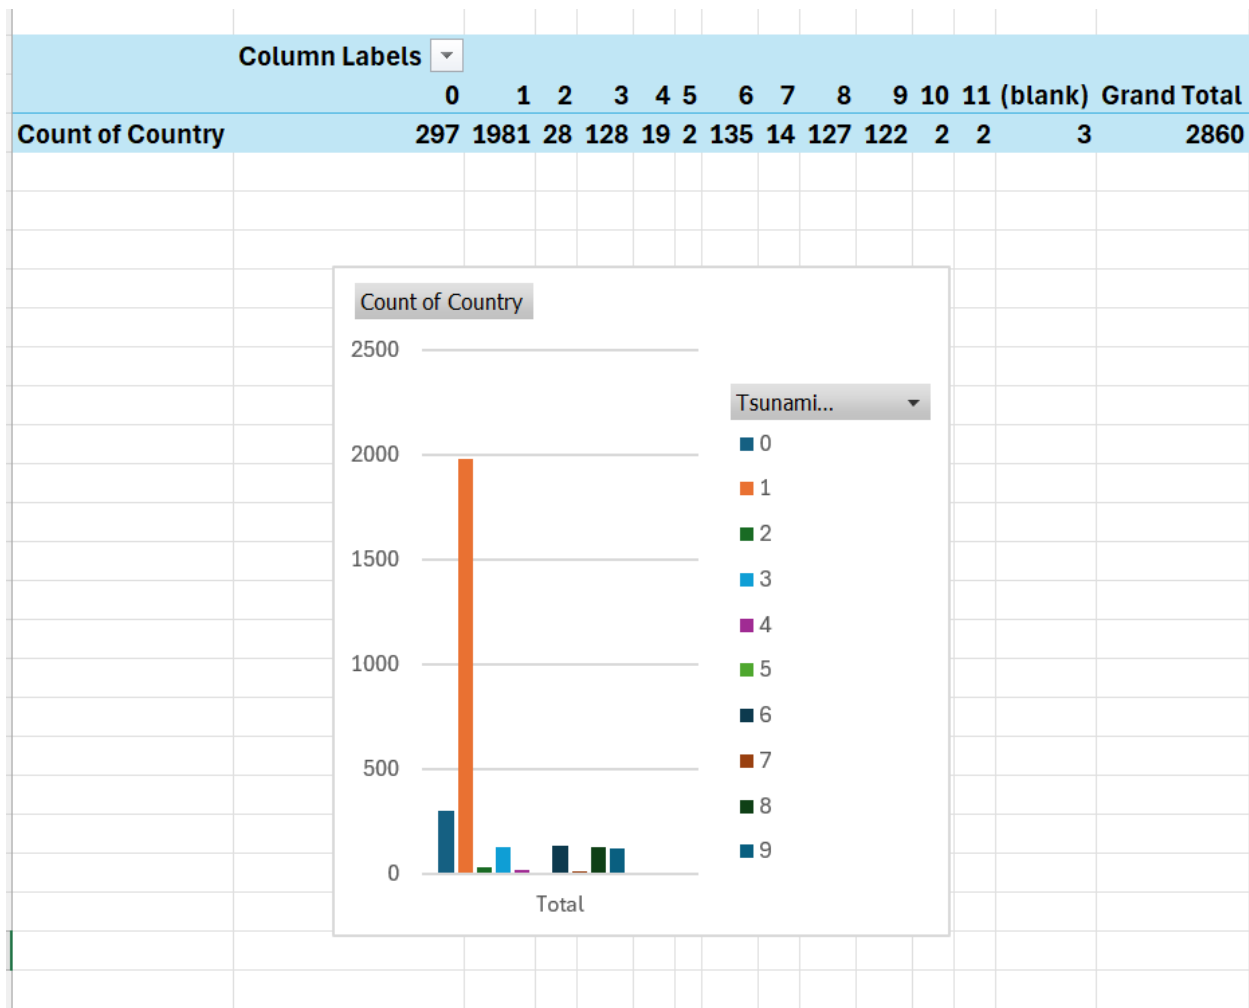 Column Labels
0 1 2 3 4 5 6 7 8 9 10 11 (blank) Grand Total
Count of Country 297 1981 28 128 19 2 135 14 127 122 2 2 3 2860
Count of Country
2500
2000
1500
1000
500
0
Total
Tsunami...
0
1
2
3
4
5
6
7
8
9